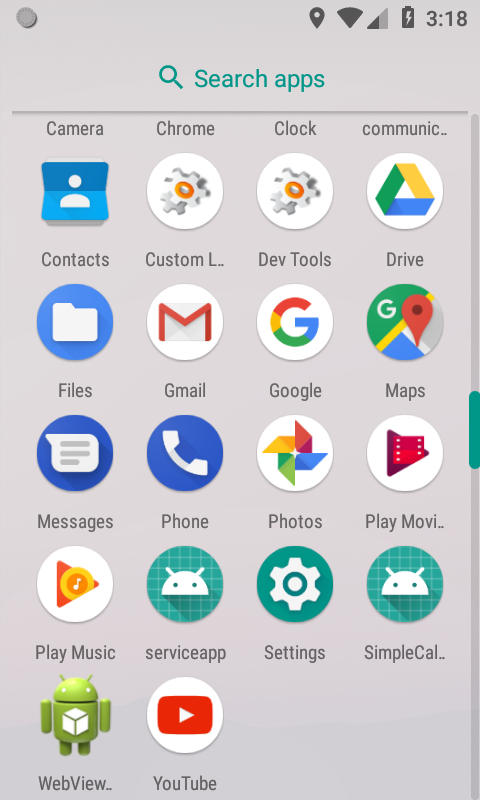 3:18
Search apps
Camera Chrome Clock communic..
Contacts Custom L.. Dev Tools Drive
G
Files Gmail Google Maps
Messages Phone Photos Play Movi..
Play Music serviceapp Settings SimpleCal..
WebView.. YouTube